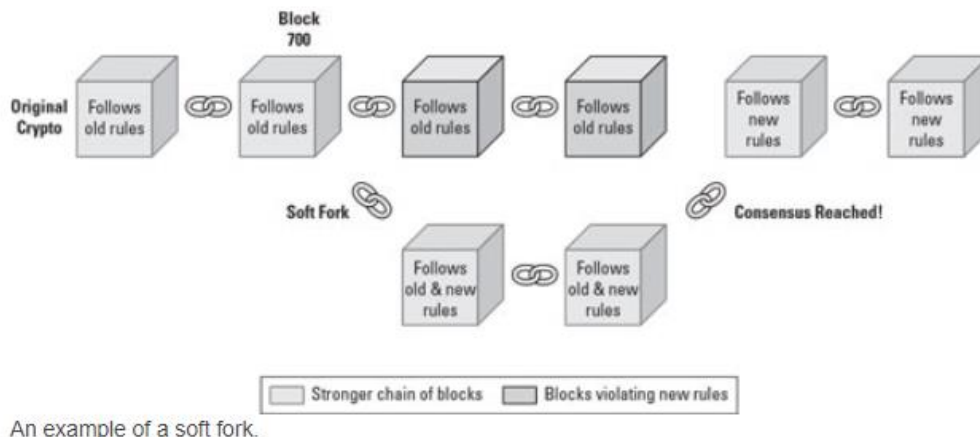 Block
700
Original
Crypto
Follows
old rules
Follows
old rules
Follows
old rules
Follows
old rules
Follows
new
rules
Follows
new
rules
Soft Fork
Consensus Reached!
Follows
old & new
rules
Follows
old & new
rules
Stronger chain of blocks
Blocks violating new rules
An example of a soft fork.